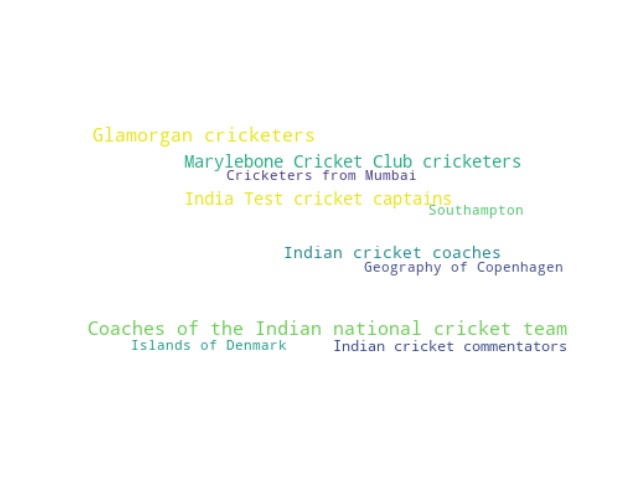 Glamorgan cricketers
Marylebone Cricket Club cricketers
Cricketers from Mumbai
India Test cricket captains
Southampton
Indian cricket coaches
Geography of Copenhagen
Coaches of the Indian national cricket team
Islands of Denmark
Indian cricket commentators